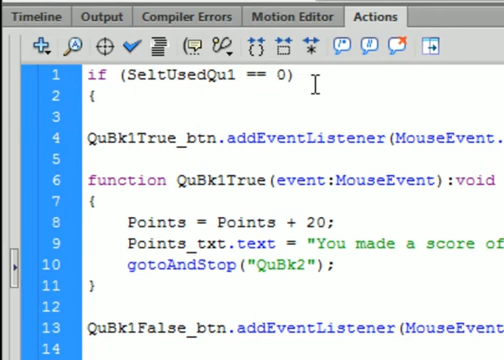 Timeline Output Compiler Errors Motion Editor Actions
1 if (SeltUsedQu1 == 0)
2 {
3
4 QuBk1True_btn.addEventListener(MouseEvent.
5
6 function QuBk1True(event:MouseEvent):void
7 {
8 Points = Points + 20;
9 Points_txt.text = "You made a score of
10 gotoAndStop("QuBk2");
11 }
12
13 QuBk1False_btn.addEventListener(MouseEvent
14